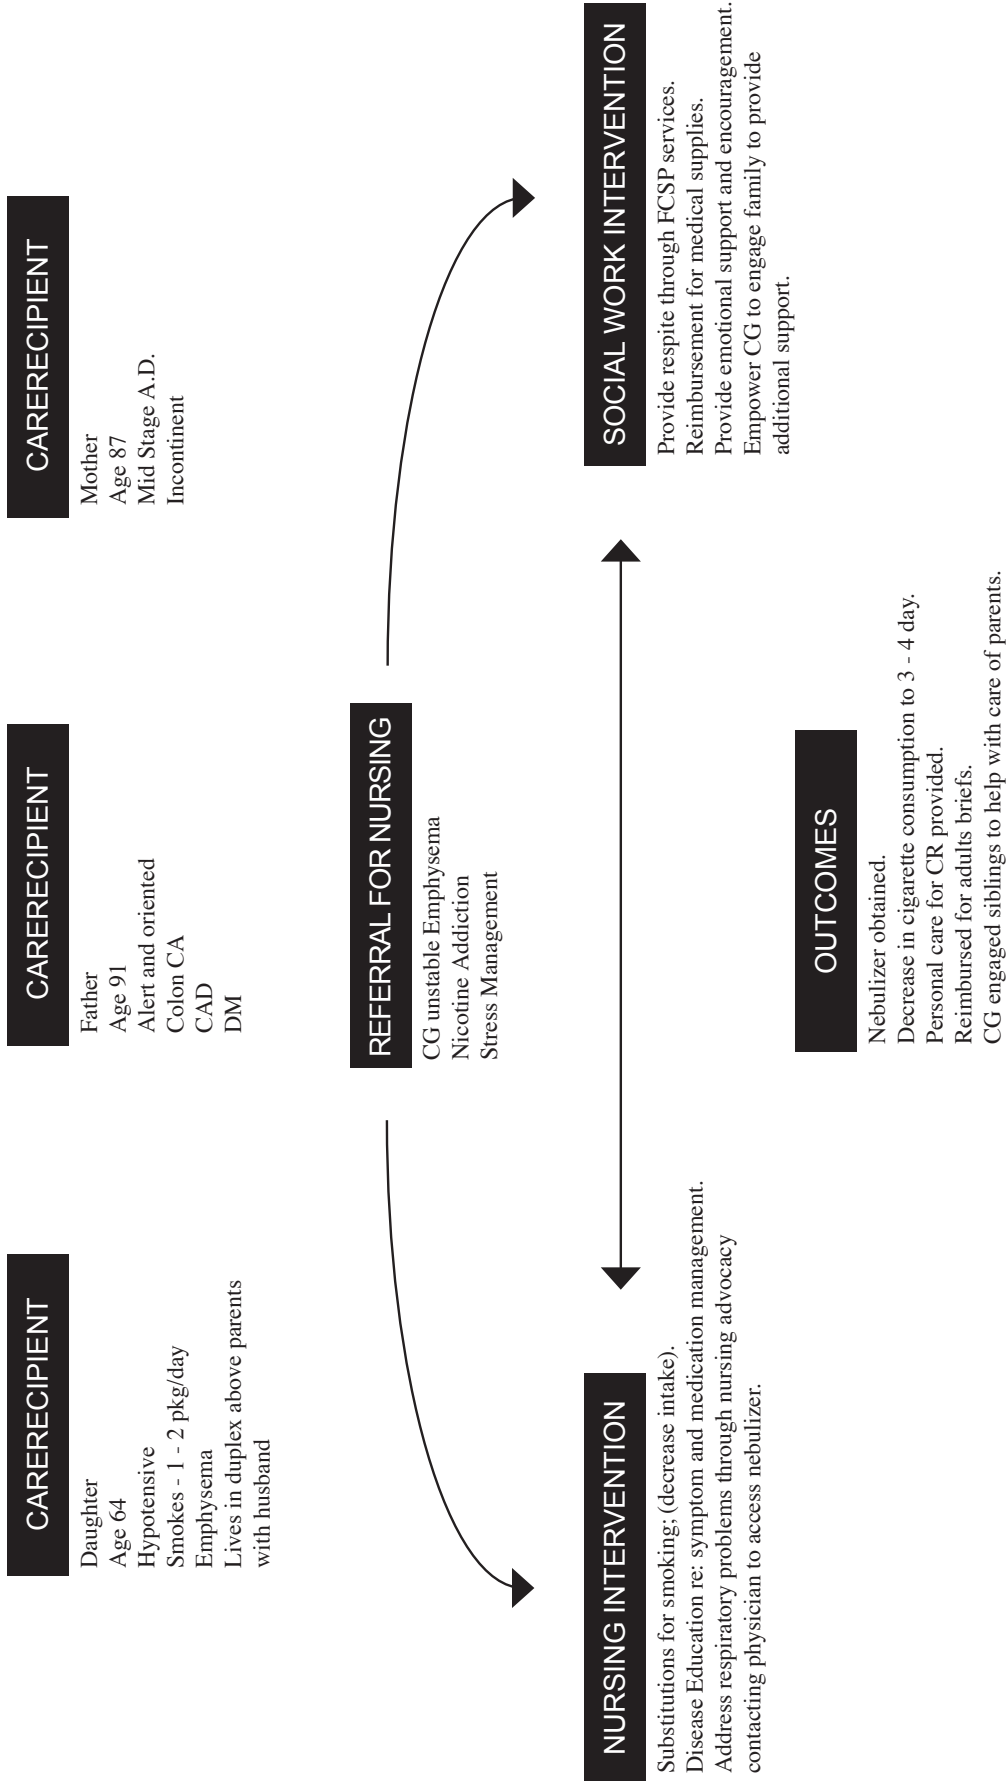 CARERECIPIENT
Daughter
Age 64
Hypotensive
Smokes - 1 - 2 pkg/day
Emphysema
Lives in duplex above parents
with husband
CARERECIPIENT
Father
Age 91
Alert and oriented
Colon CA
CAD
DM
CARERECIPIENT
Mother
Age 87
Mid Stage A.D.
Incontinent
REFERRAL FOR NURSING
CG unstable Emphysema
Nicotine Addiction
Stress Management
NURSING INTERVENTION
Substitutions for smoking; (decrease intake).
Disease Education re: symptom and medication management.
Address respiratory problems through nursing advocacy
contacting physician to access nebulizer.
SOCIAL WORK INTERVENTION
Provide respite through FCSP services.
Reimbursement for medical supplies.
Provide emotional support and encouragement.
Empower CG to engage family to provide
additional support.
OUTCOMES
Nebulizer obtained.
Decrease in cigarette consumption to 3 - 4 day.
Personal care for CR provided.
Reimbursed for adults briefs.
CG engaged siblings to help with care of parents.